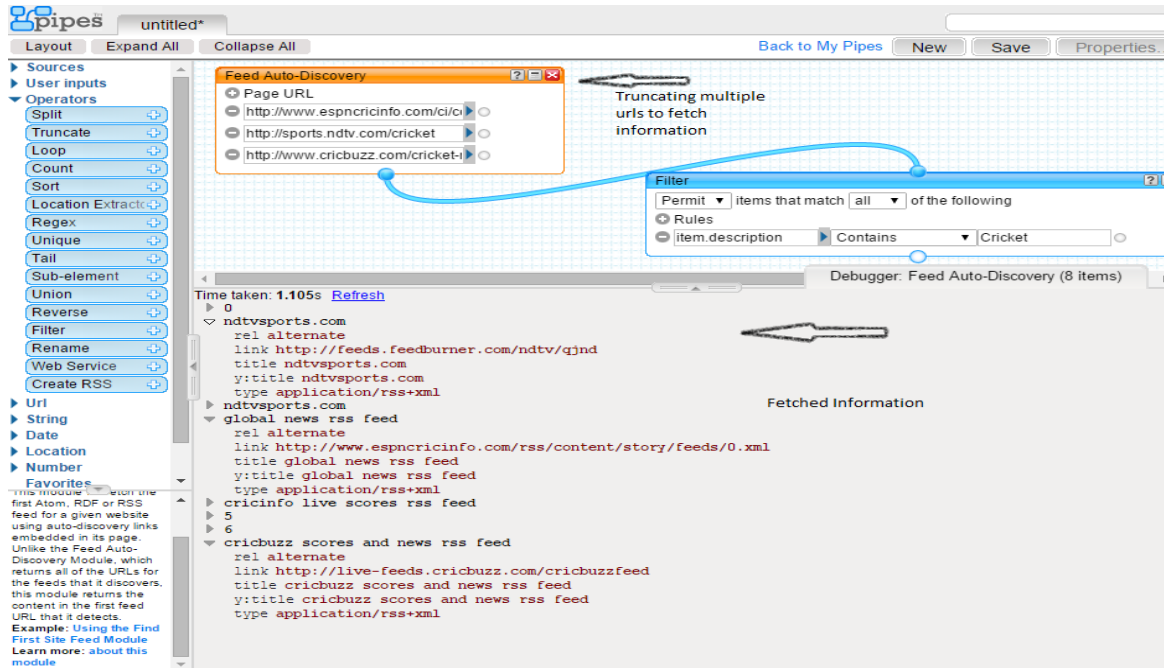 pipes
untitled*
Layout Expand All Collapse All
Back to My Pipes New Save Properties.
Sources
User inputs
Operators
Split
Truncate
Loop
Count
Sort
Location Extractc
Regex
Unique
Tail
Sub-element
Union
Reverse
Filter
Rename
Web Service
Create RSS
Url
String
Date
Location
Number
Favorites
This module etch the
first Atom, RDF or RSS
feed for a given website
using auto-discovery links
embedded in its page.
Unlike the Feed Auto-
Discovery Module, which
returns all of the URLs for
the feeds that it discovers,
this module returns the
content in the first feed
URL that it detects.
Example: Using the Find
First Site Feed Module
Learn more: about this
module
Feed Auto-Discovery
Page URL
http://www.espncricinfo.com/ci/c
http://sports.ndtv.com/cricket
http://www.cricbuzz.com/cricket-
Truncating multiple
urls to fetch
information
Filter
Permit items that match all of the following
Rules
item.description Contains Cricket
Debugger: Feed Auto-Discovery (8 items)
Time taken: 1.105s Refresh
0
ndtvsports.com
rel alternate
link http://feeds.feedburner.com/ndtv/qjnd
title ndtvsports.com
y:title ndtvsports.com
type application/rss+xml
ndtvsports.com
global news rss feed
rel alternate
link http://www.espncricinfo.com/rss/content/story/feeds/0.xml
title global news rss feed
y:title global news rss feed
type application/rss+xml
cricinfo live scores rss feed
5
6
cricbuzz scores and news rss feed
rel alternate
link http://live-feeds.cricbuzz.com/cricbuzzfeed
title cricbuzz scores and news rss feed
y:title cricbuzz scores and news rss feed
type application/rss+xml
Fetched Information